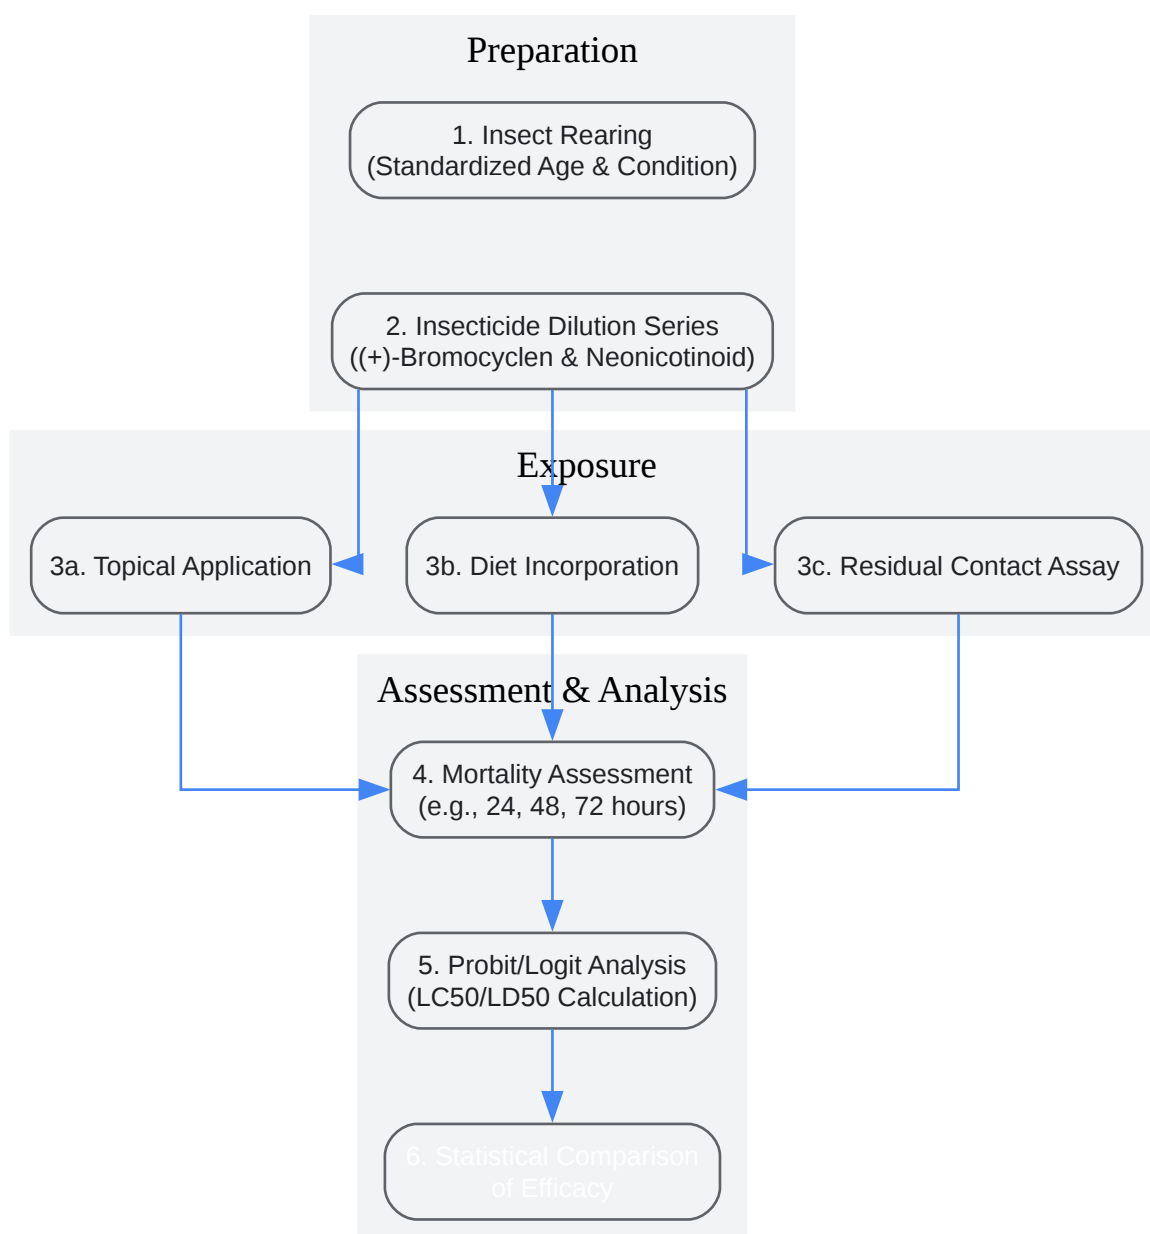 Preparation
1. Insect Rearing
(Standardized Age & Condition)
2. Insecticide Dilution Series
((+)-Bromocyclen & Neonicotinoid)
Exposure
3a. Topical Application
3b. Diet Incorporation
3c. Residual Contact Assay
Assessment & Analysis
4. Mortality Assessment
(e.g., 24, 48, 72 hours)
5. Probit/Logit Analysis
(LC50/LD50 Calculation)
6. Statistical Comparison
of Efficacy